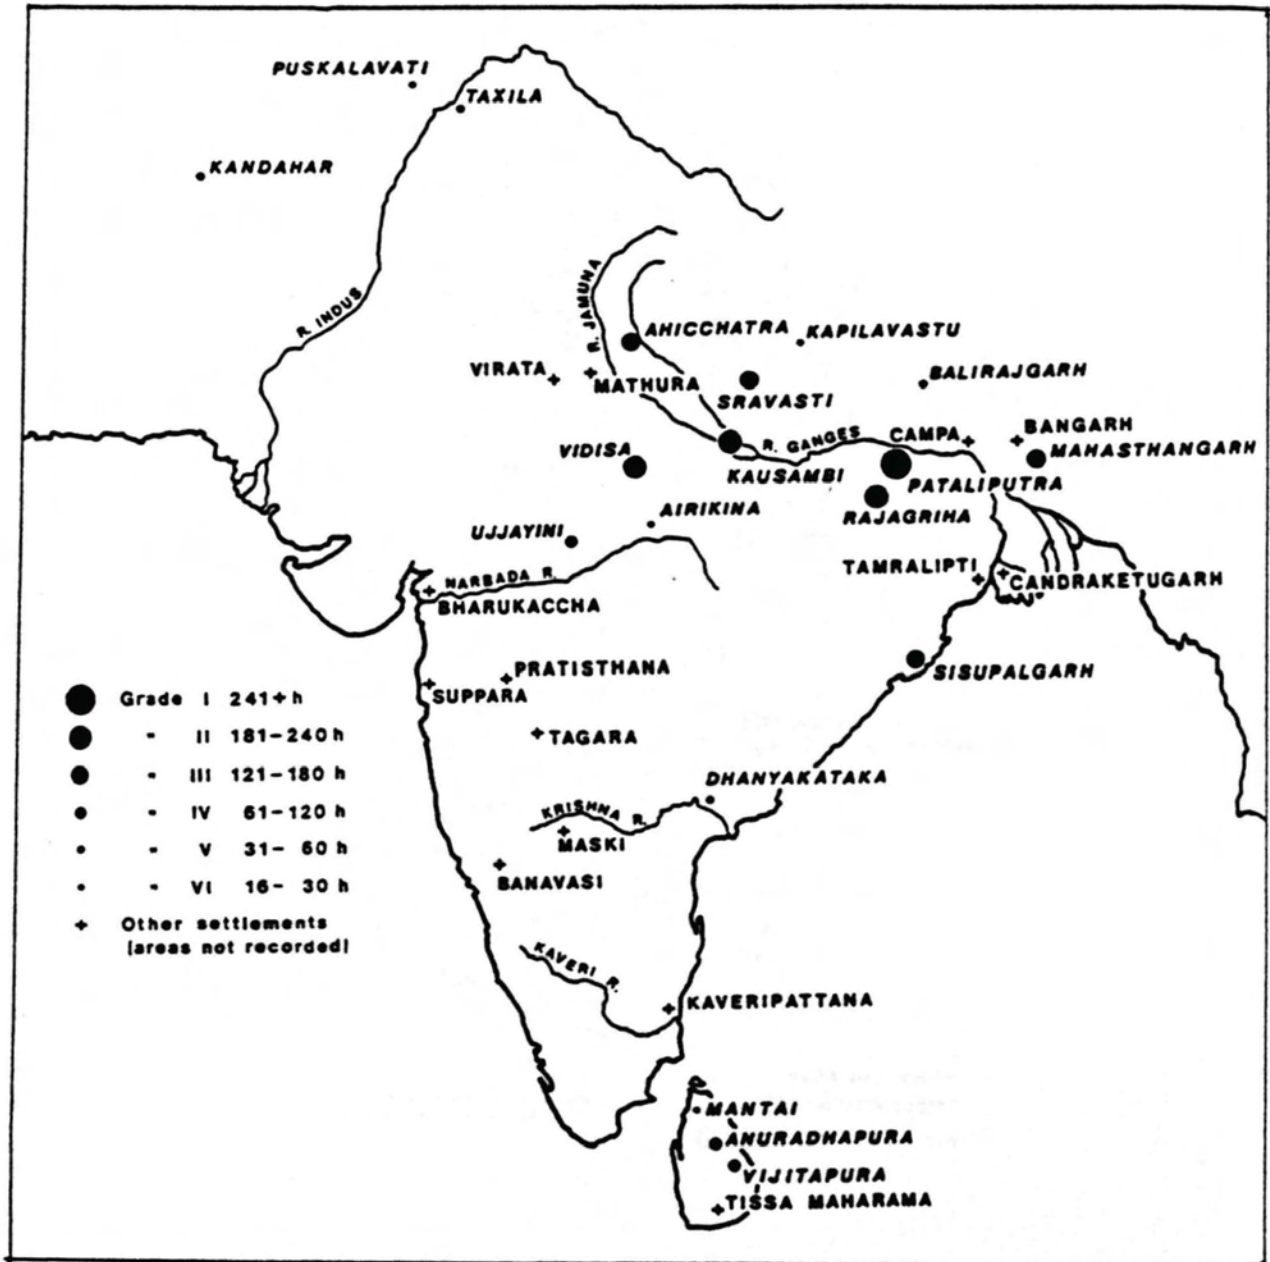 PUSKALAVATI
TAXILA
KANDAHAR
R. INDUS
R. JAMUNA
AHICCHATRA
KAPILAVASTU
VIRATA
MATHURA
BALIRAJGARH
SRAVASTI
VIDISA
R. GANGES
CAMPA
BANGARH
MAHASTHANGARH
KAUSAMBI
PATALIPUTRA
RAJAGRIHA
AIRIKINA
UJJAYINI
NARBADA R.
BHARUKACCHA
TAMRALIPTI
CANDRAKETUGARH
SISUPALGARH
PRATISTHANA
SUPPARA
TAGARA
DHANYAKATAKA
KRISHNA R.
MASKI
BANAVASI
KAVERI R.
KAVERIPATTANA
MANTAI
ANURADHAPURA
VIJITAPURA
TISSA MAHARAMA
Grade I 241+h
" II 181-240h
" III 121-180 h
" IV 61-120 h
" V 31- 60 h
" VI 16- 30 h
+ Other settlements
(areas not recorded)